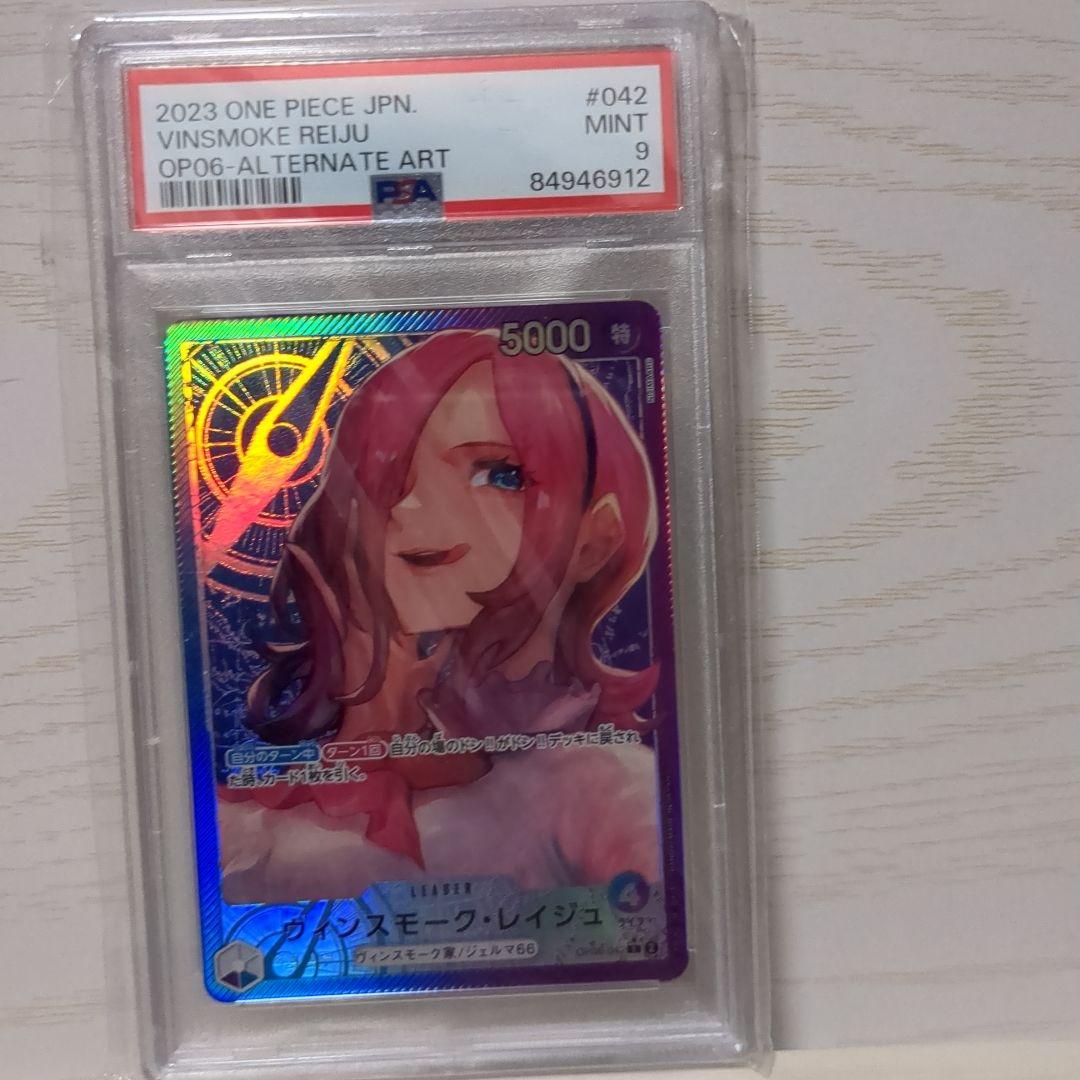 2023 ONE PIECE JPN.
#042
VINSMOKE REIJU
MINT
OP06-ALTERNATE ART
9
PSA
84946912
5000 特
自分のターン中 ターン1回 自分の場のドン!!がドン!!デッキに戻され
た時、カード1枚を引く。
LEADER
4
ヴィンスモーク・レイジュ
ライフ
ヴィンスモーク家/ジェルマ66